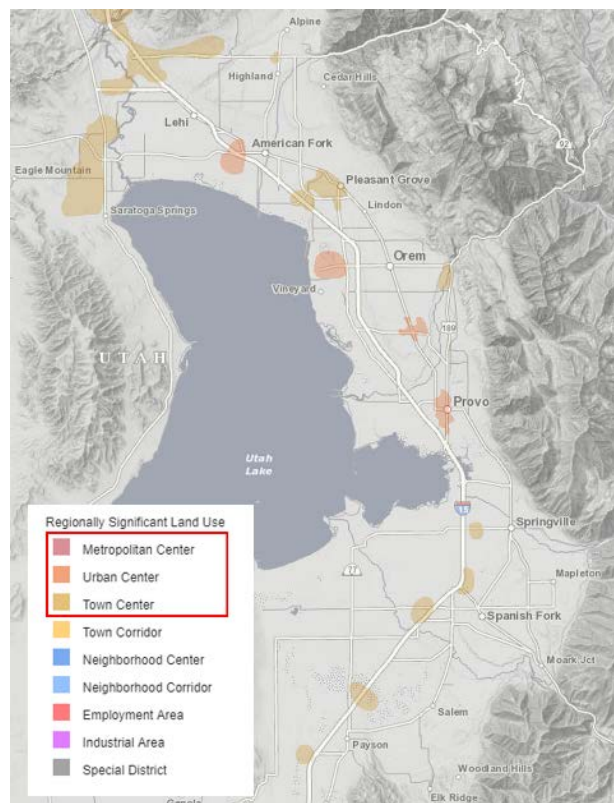 Alpine
Highland
Cedar Hills
Lehi
American Fork
92
Eagle Mountain
Pleasant Grove
Lindon
Saratoga Springs
Orem
Vineyard
189
UTAH
Provo
Utah
Lake
15
Springville
77
Mapleton
Spanish Fork
Moark Jct
Salem
Payson
Woodland Hills
Elk Ridge
Regionally Significant Land Use
Metropolitan Center
Urban Center
Town Center
Town Corridor
Neighborhood Center
Neighborhood Corridor
Employment Area
Industrial Area
Special District